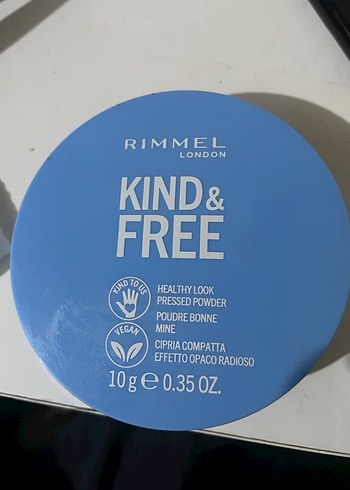 RIMMEL
LONDON
KIND &
FREE
KIND TO US
HEALTHY LOOK
PRESSED POWDER
POUDRE BONNE
MINE
VEGAN
CIPRIA COMPATTA
EFFETTO OPACO RADIOSO
10 g ℮ 0.35 OZ.